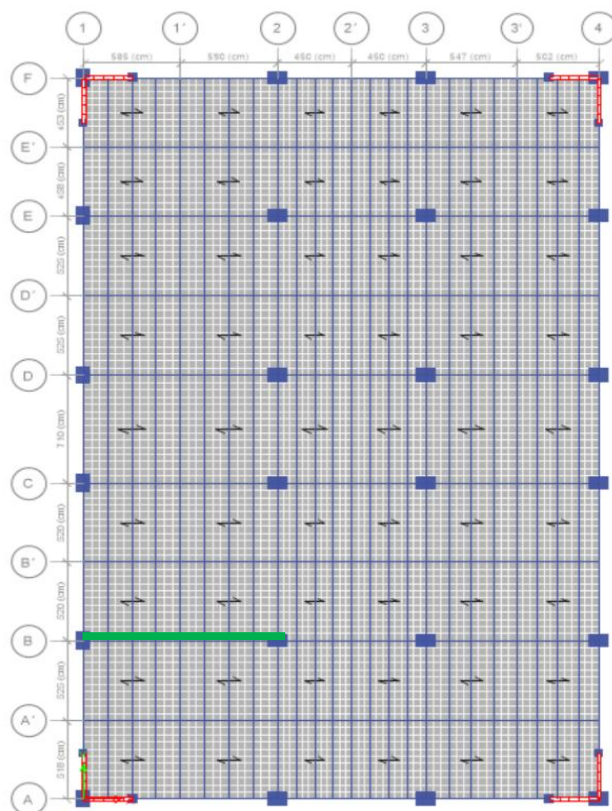 1 1' 2 2' 3 3' 4
585 (cm) 590 (cm) 450 (cm) 450 (cm) 547 (cm) 502 (cm)
F
453 (cm)
E'
E
525 (cm)
D'
525 (cm)
D
710 (cm)
C
520 (cm)
B'
520 (cm)
B
525 (cm)
A'
518 (cm)
A